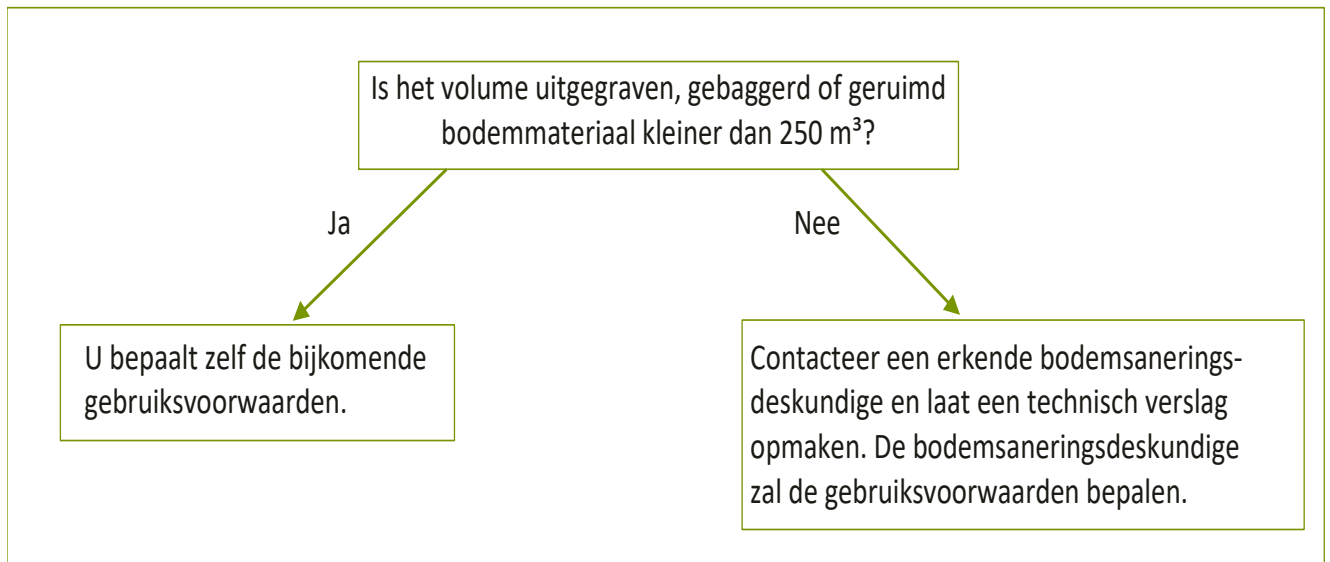 Is het volume uitgegraven, gebaggerd of geruimd
bodemmateriaal kleiner dan 250 m³?
Ja
Nee
U bepaalt zelf de bijkomende
gebruiksvoorwaarden.
Contacteer een erkende bodemsanerings-
deskundige en laat een technisch verslag
opmaken. De bodemsaneringsdeskundige
zal de gebruiksvoorwaarden bepalen.